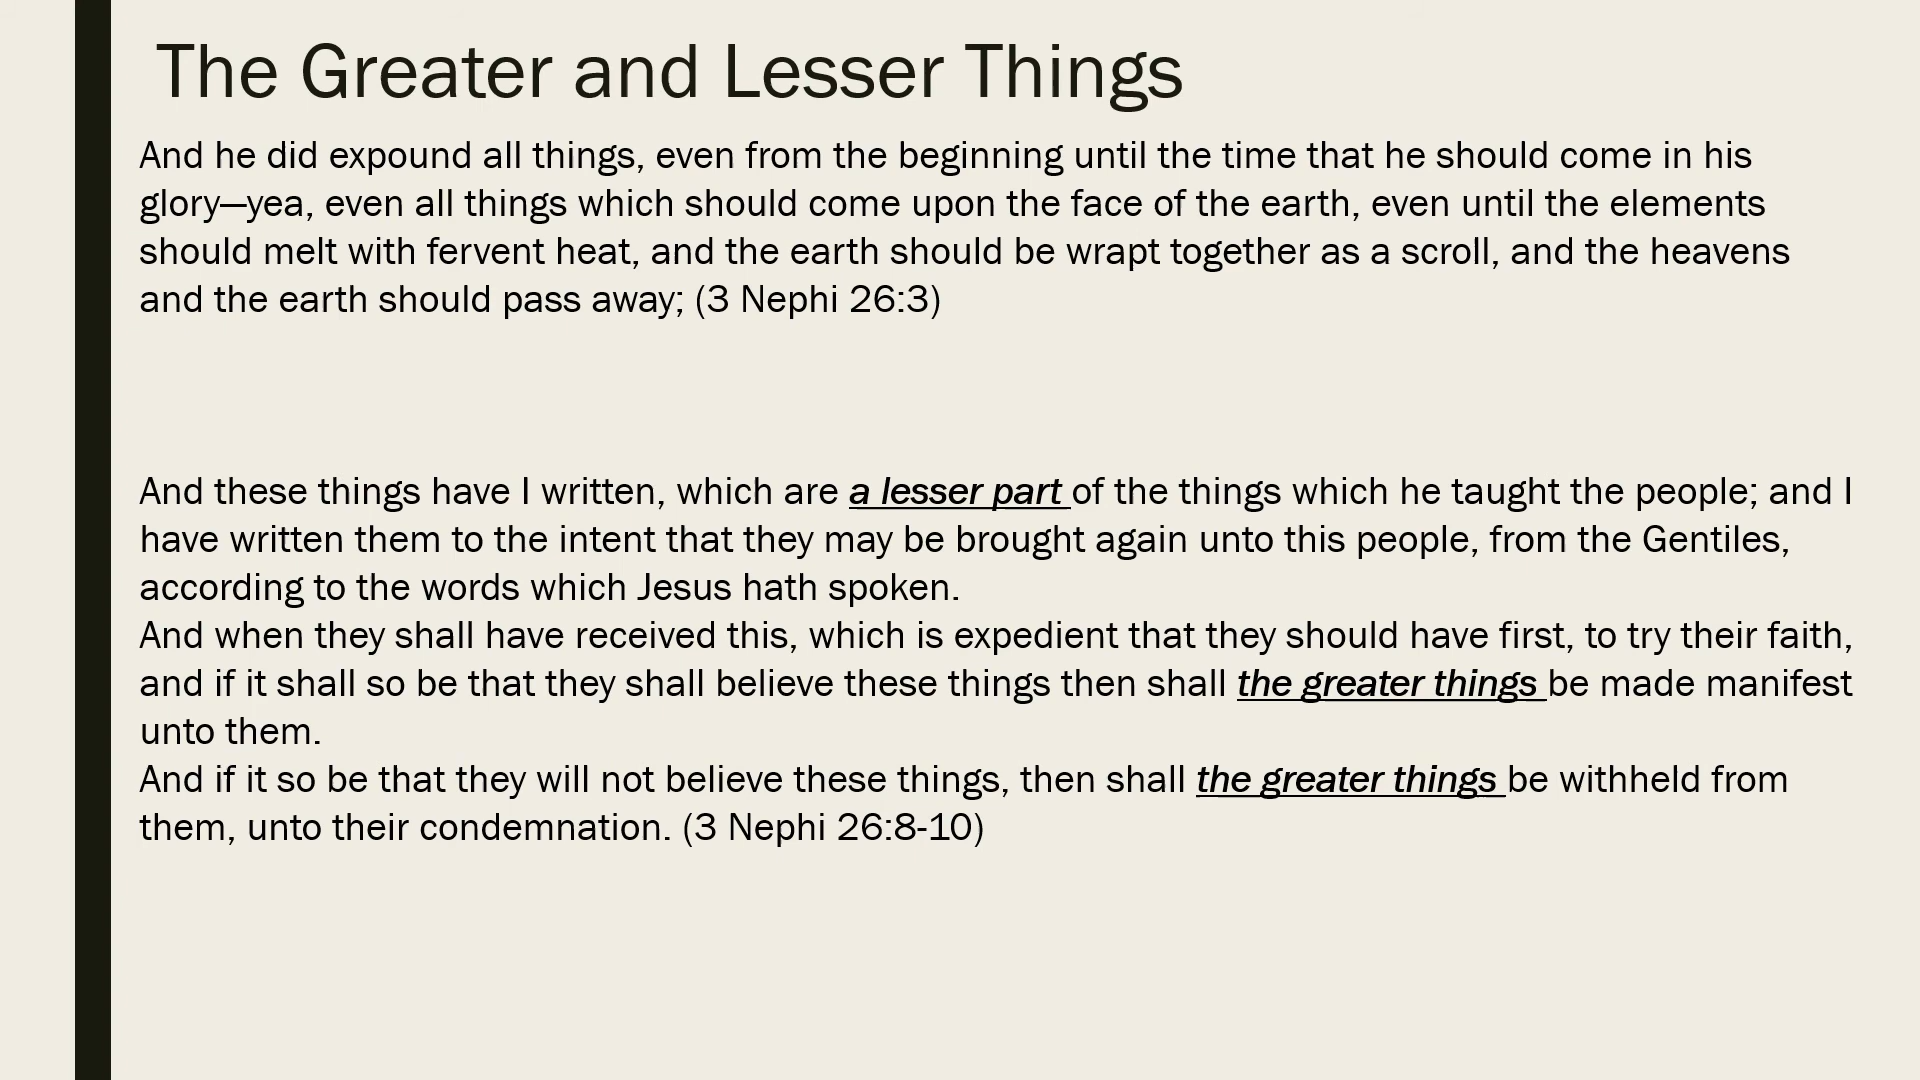 The Greater and Lesser Things
And he did expound all things, even from the beginning until the time that he should come in his
glory—yea, even all things which should come upon the face of the earth, even until the elements
should melt with fervent heat, and the earth should be wrapt together as a scroll, and the heavens
and the earth should pass away; (3 Nephi 26:3)
And these things have I written, which are a lesser part of the things which he taught the people; and I
have written them to the intent that they may be brought again unto this people, from the Gentiles,
according to the words which Jesus hath spoken.
And when they shall have received this, which is expedient that they should have first, to try their faith,
and if it shall so be that they shall believe these things then shall the greater things be made manifest
unto them.
And if it so be that they will not believe these things, then shall the greater things be withheld from
them, unto their condemnation. (3 Nephi 26:8-10)